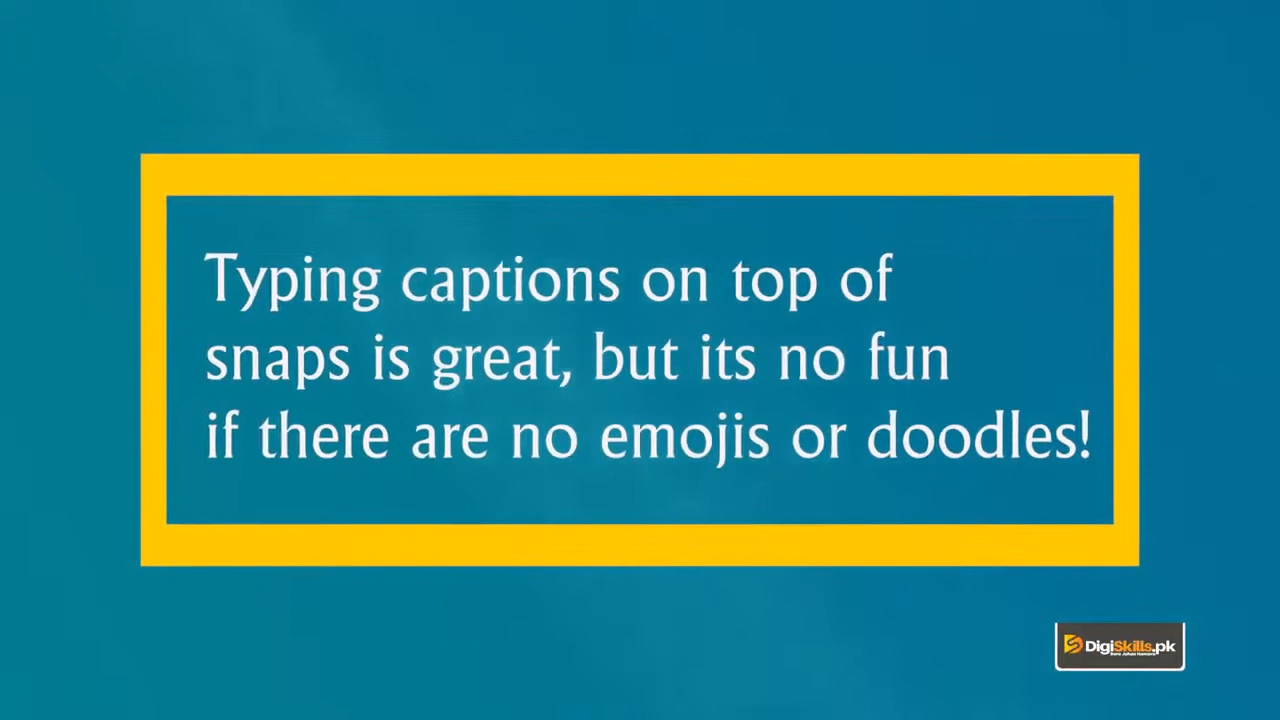 Typing captions on top of
snaps is great, but its no fun
if there are no emojis or doodles!
DigiSkills.pk